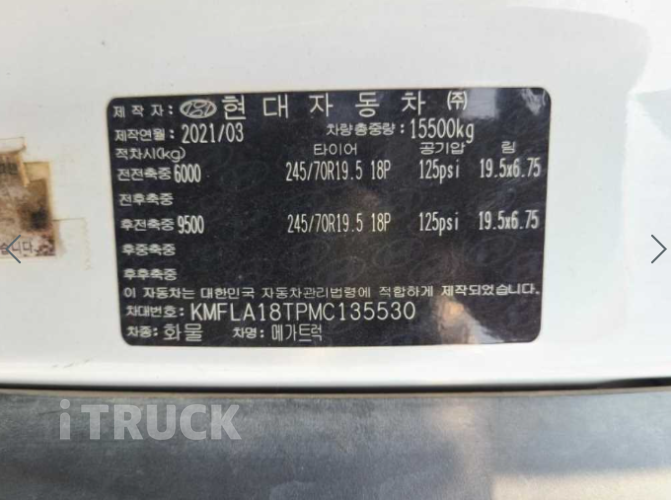 제 작 자: 현 대 자 동 차 ㈜
제작연월: 2021/03 차량총중량: 15500kg
적차시(kg) 타이어 공기압 림
전전축중 6000 245/70R19.5 18P 125psi 19.5x6.75
전후축중
후전축중 9500 245/70R19.5 18P 125psi 19.5x6.75
후중축중
후후축중
이 자동차는 대한민국 자동차관리법령에 적합하게 제작되었습니다.
차대번호: KMFLA18TPMC135530
차종: 화물 차명: 메가트럭
습니다.
iTRUCK